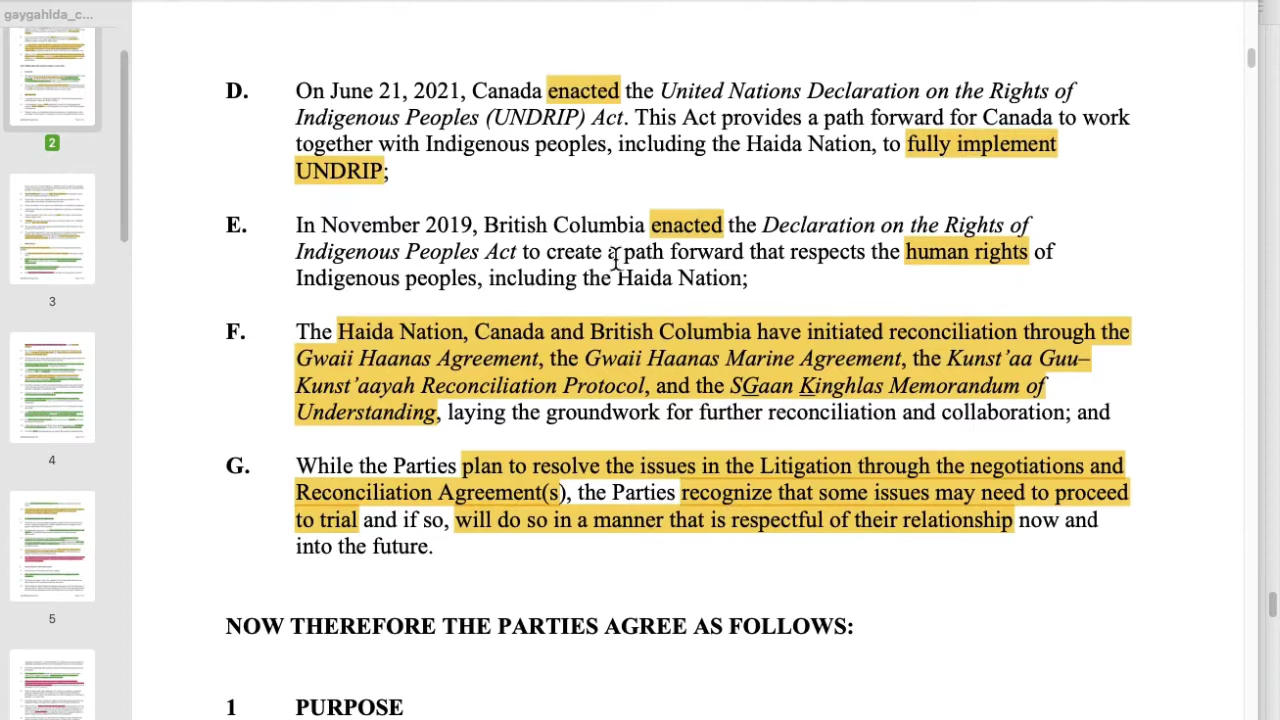 gaygahlda_c...
2
3
4
5
D. On June 21, 2021, Canada enacted the United Nations Declaration on the Rights of
Indigenous Peoples (UNDRIP) Act. This Act provides a path forward for Canada to work
together with Indigenous peoples, including the Haida Nation, to fully implement
UNDRIP;
E. In November 2019, British Columbia enacted the Declaration on the Rights of
Indigenous Peoples Act to create a path forward that respects the human rights of
Indigenous peoples, including the Haida Nation;
F. The Haida Nation, Canada and British Columbia have initiated reconciliation through the
Gwaii Haanas Agreement, the Gwaii Haanas Marine Agreement, the Kunst’aa Guu–
Kunst’aayah Reconciliation Protocol, and the SG̱aan K̲inghlas Memorandum of
Understanding, laying the groundwork for further reconciliation and collaboration; and
G. While the Parties plan to resolve the issues in the Litigation through the negotiations and
Reconciliation Agreement(s), the Parties recognize that some issues may need to proceed
to trial and if so, will do so in a manner that is respectful of their relationship now and
into the future.
NOW THEREFORE THE PARTIES AGREE AS FOLLOWS:
1 PURPOSE